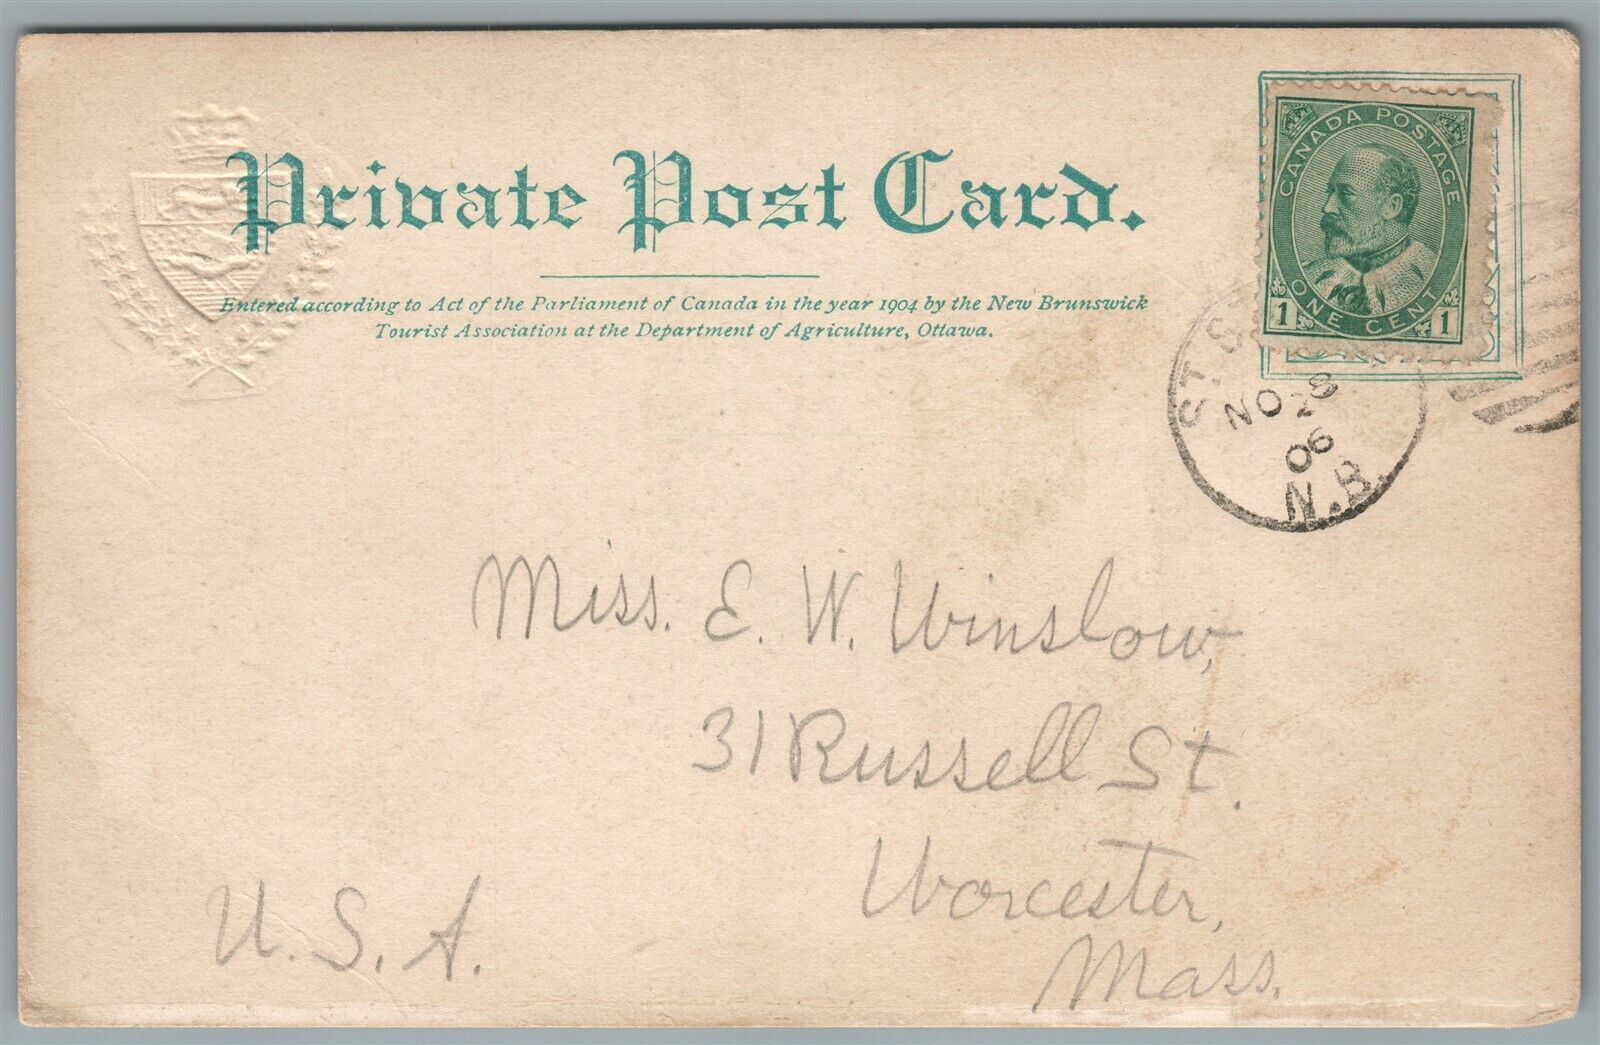 Private Post Card.
Entered according to Act of the Parliament of Canada in the year 1904 by the New Brunswick
Tourist Association at the Department of Agriculture, Ottawa.
CANADA POSTAGE
1 ONE CENT 1
ST. S
NO 28
06
N.B.
Miss. E. W. Winslow,
31 Russell St.
Worcester,
Mass.
U.S.A.